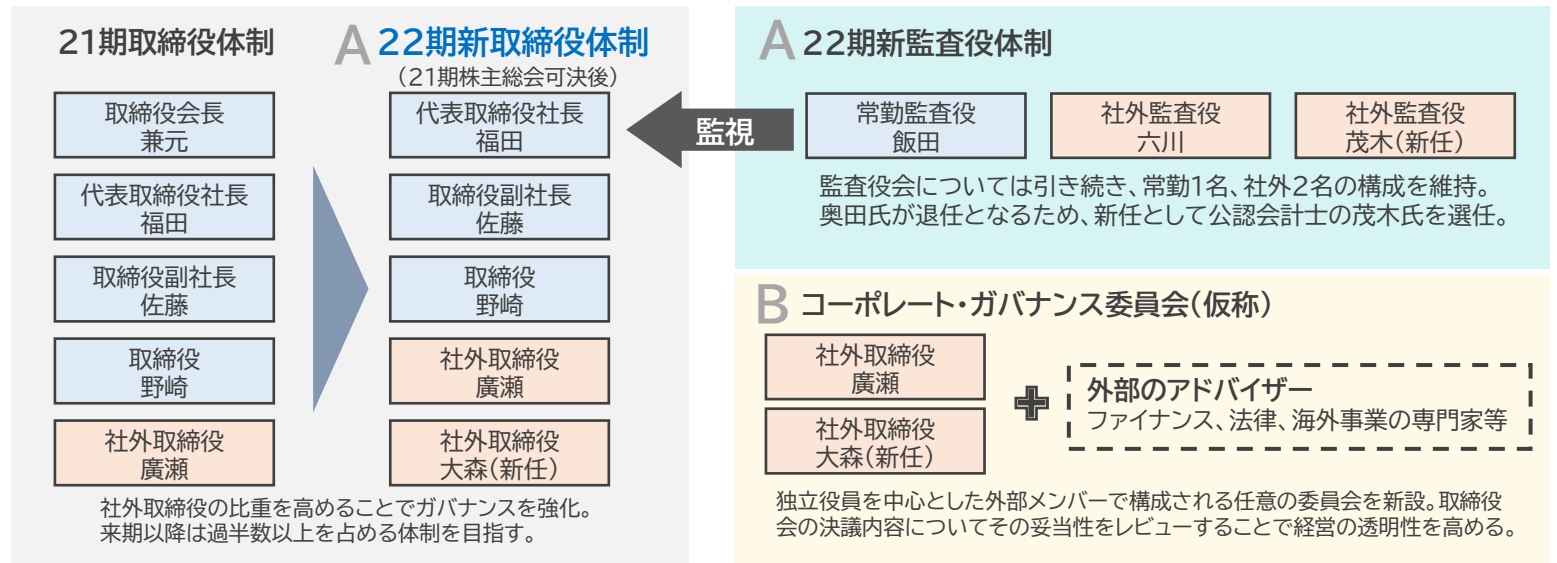 21期取締役体制
取締役会長
兼元
代表取締役社長
福田
取締役副社長
佐藤
取締役
野崎
社外取締役
廣瀬
A 22期新取締役体制
(21期株主総会可決後)
代表取締役社長
福田
取締役副社長
佐藤
取締役
野崎
社外取締役
廣瀬
社外取締役
大森(新任)
社外取締役の比重を高めることでガバナンスを強化。
来期以降は過半数以上を占める体制を目指す。
監視
A 22期新監査役体制
常勤監査役
飯田
社外監査役
六川
社外監査役
茂木(新任)
監査役会については引き続き、常勤1名、社外2名の構成を維持。
奥田氏が退任となるため、新任として公認会計士の茂木氏を選任。
B コーポレート・ガバナンス委員会(仮称)
社外取締役
廣瀬
社外取締役
大森(新任)
外部のアドバイザー
ファイナンス、法律、海外事業の専門家等
独立役員を中心とした外部メンバーで構成される任意の委員会を新設。取締役
会の決議内容についてその妥当性をレビューすることで経営の透明性を高める。